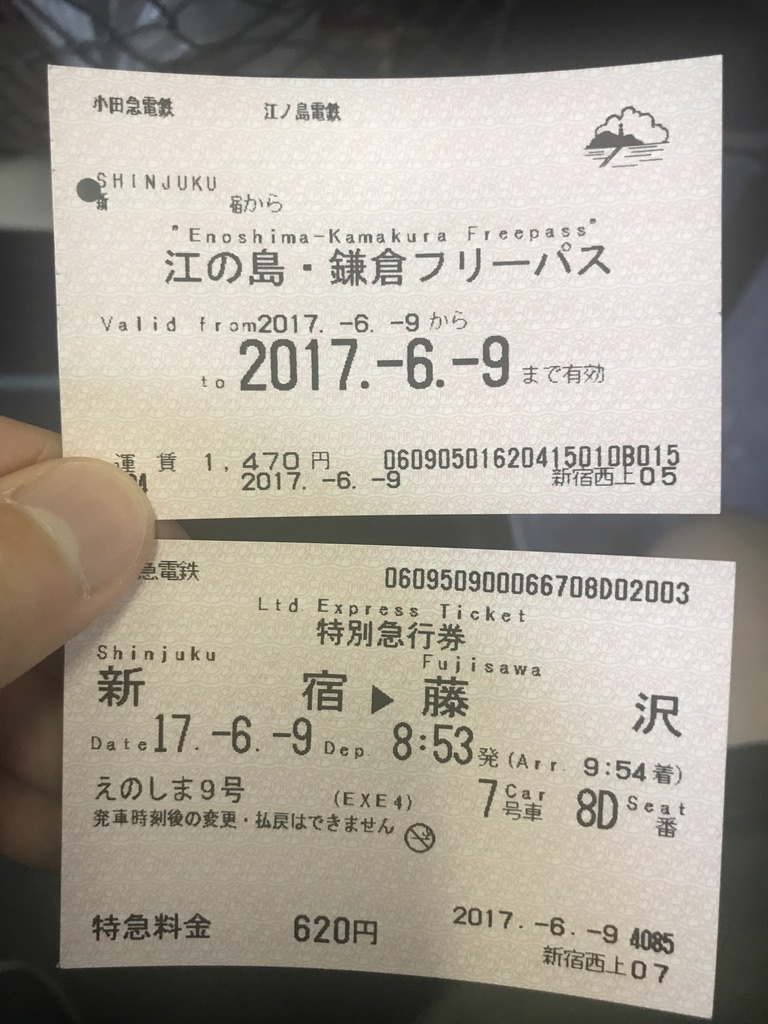 小田急電鉄 江ノ島電鉄
SHINJUKU
新 宿から
"Enoshima-Kamakura Freepass"
江の島・鎌倉フリーパス
Valid from2017.-6.-9から
to 2017.-6.-9まで有効
運賃 1,470円 06090501620415010B015
2017.-6.-9 新宿西上05
急電鉄 060950900066708D02003
Ltd.Express Ticket
特別急行券
Shinjuku Fujisawa
新宿▶藤沢
Date17.-6.-9 Dep. 8:53発(Arr. 9:54着)
えのしま9号 (EXE4) 7 Car 号車 8D Seat 番
発車時刻後の変更・払戻はできません
特急料金 620円 2017.-6.-9 4085
新宿西上07